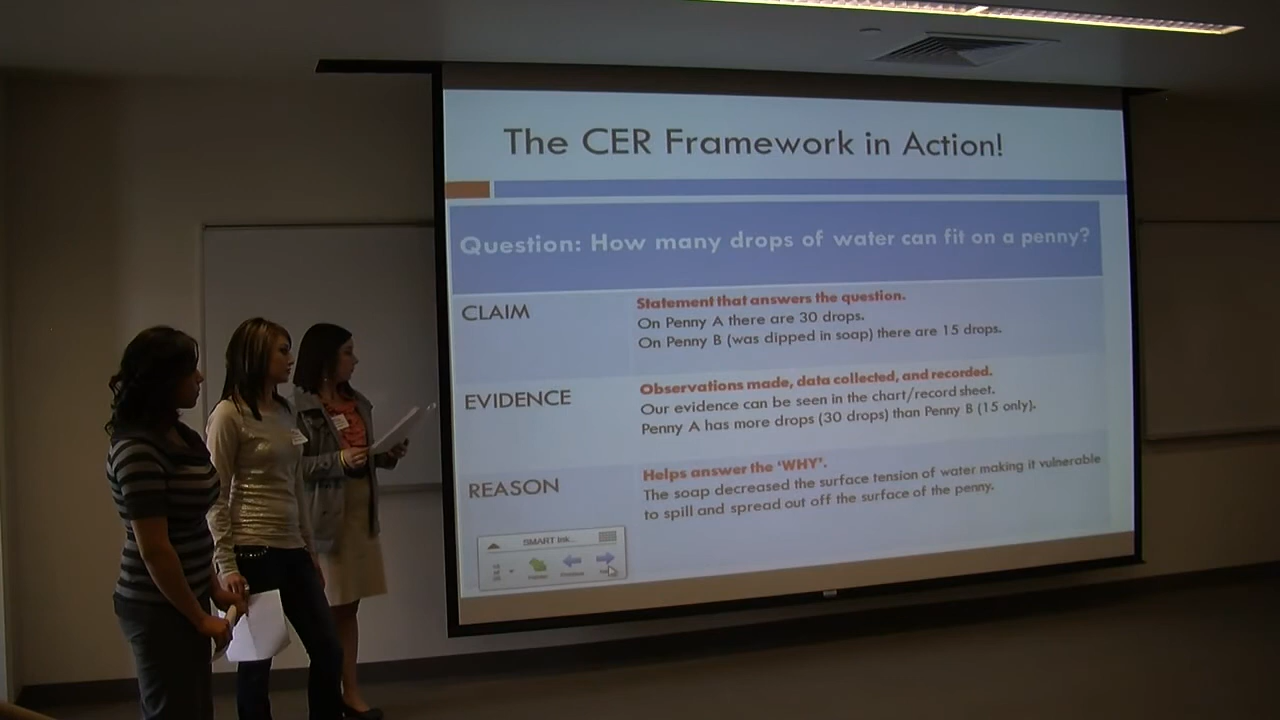 The CER Framework in Action!
Question: How many drops of water can fit on a penny?
CLAIM
Statement that answers the question.
On Penny A there are 30 drops.
On Penny B (was dipped in soap) there are 15 drops.
EVIDENCE
Observations made, data collected, and recorded.
Our evidence can be seen in the chart/record sheet.
Penny A has more drops (30 drops) than Penny B (15 only).
REASON
Helps answer the 'WHY'.
The soap decreased the surface tension of water making it vulnerable
to spill and spread out off the surface of the penny.
SMART Ink...